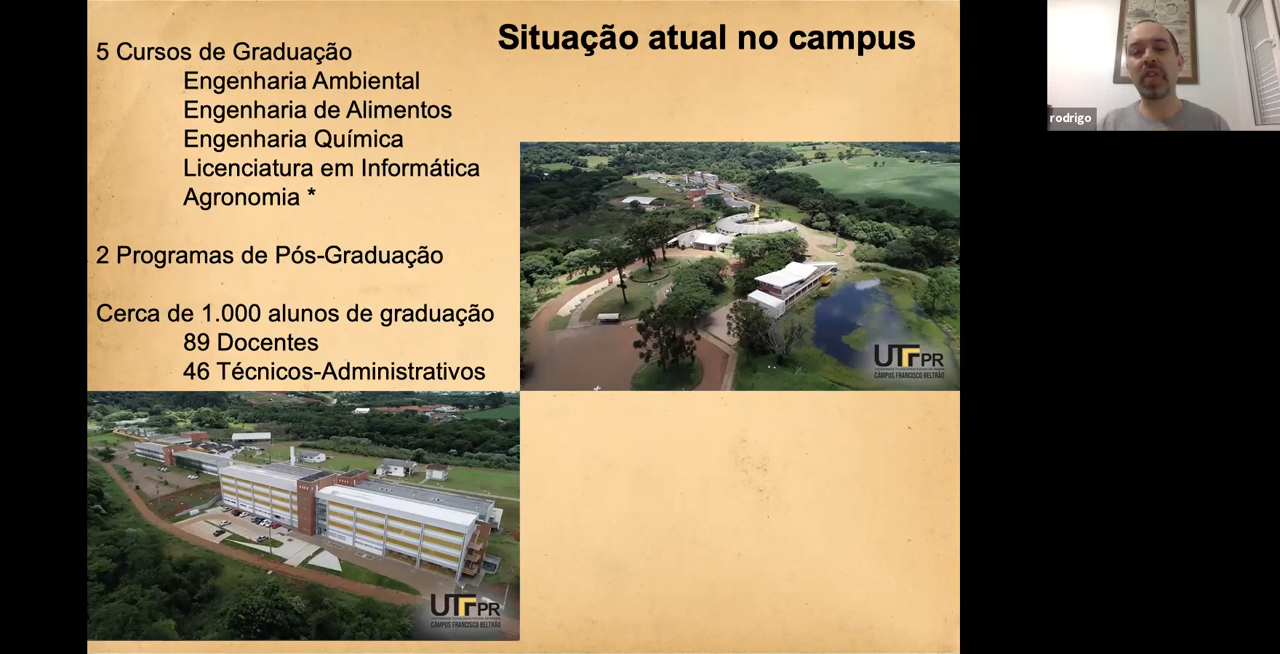 Situação atual no campus
5 Cursos de Graduação
Engenharia Ambiental
Engenharia de Alimentos
Engenharia Química
Licenciatura em Informática
Agronomia *
2 Programas de Pós-Graduação
Cerca de 1.000 alunos de graduação
89 Docentes
46 Técnicos-Administrativos
rodrigo
UTFPR
CÂMPUS FRANCISCO BELTRÃO
UTFPR
CÂMPUS FRANCISCO BELTRÃO